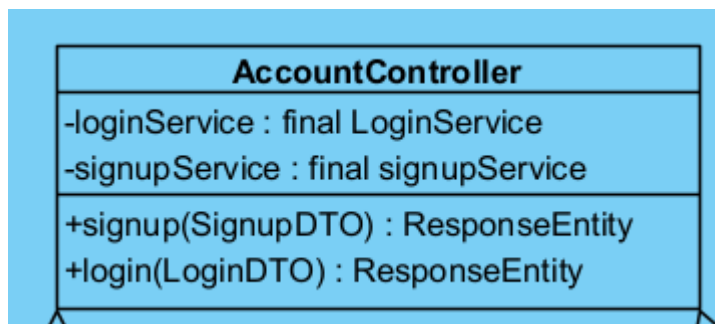 AccountController
-loginService : final LoginService
-signupService : final signupService
+signup(SignupDTO) : ResponseEntity
+login(LoginDTO) : ResponseEntity